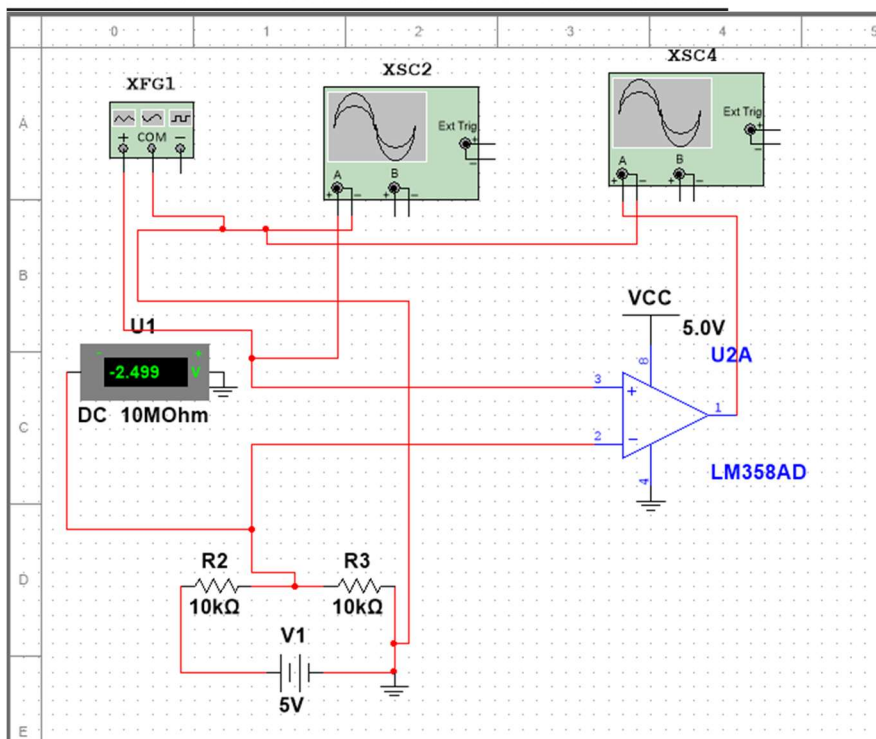 0 1 2 3 4 5
XFG1 XSC2 XSC4
A
+ COM −
Ext Trig
+
−
A B
+ − + −
Ext Trig
+
−
A B
+ − + −
B
VCC
5.0V
U1
U2A
- +
-2.499 V
DC 10MOhm
8
3 +
1
2 −
4
LM358AD
C
D
R2 R3
10kΩ 10kΩ
V1
5V
E